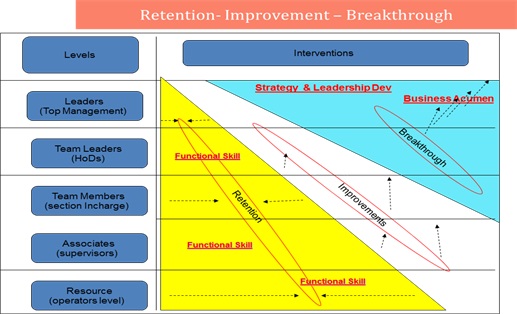 Retention- Improvement – Breakthrough
Levels
Interventions
Strategy & Leadership Dev
Leaders
(Top Management)
Business Acumen
Team Leaders
(HoDs)
Functional Skill
Breakthrough
Team Members
(section Incharge)
Retention
Improvements
Associates
(supervisors)
Functional Skill
Resource
(operators level)
Functional Skill